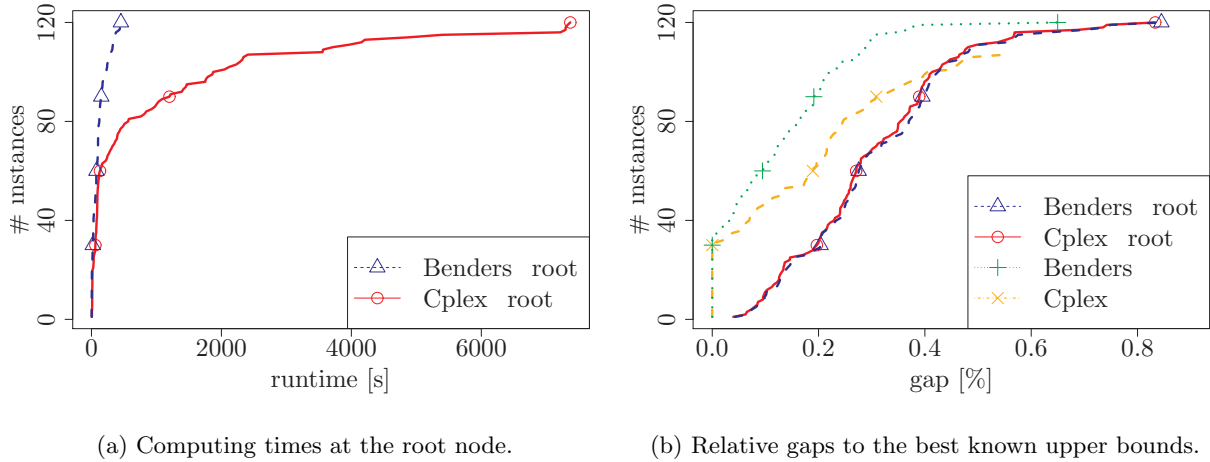 # instances
0 40 80 120
0 2000 4000 6000
runtime [s]
Benders root
Cplex root
(a) Computing times at the root node.
# instances
0 40 80 120
0.0 0.2 0.4 0.6 0.8
gap [%]
Benders root
Cplex root
Benders
Cplex
(b) Relative gaps to the best known upper bounds.